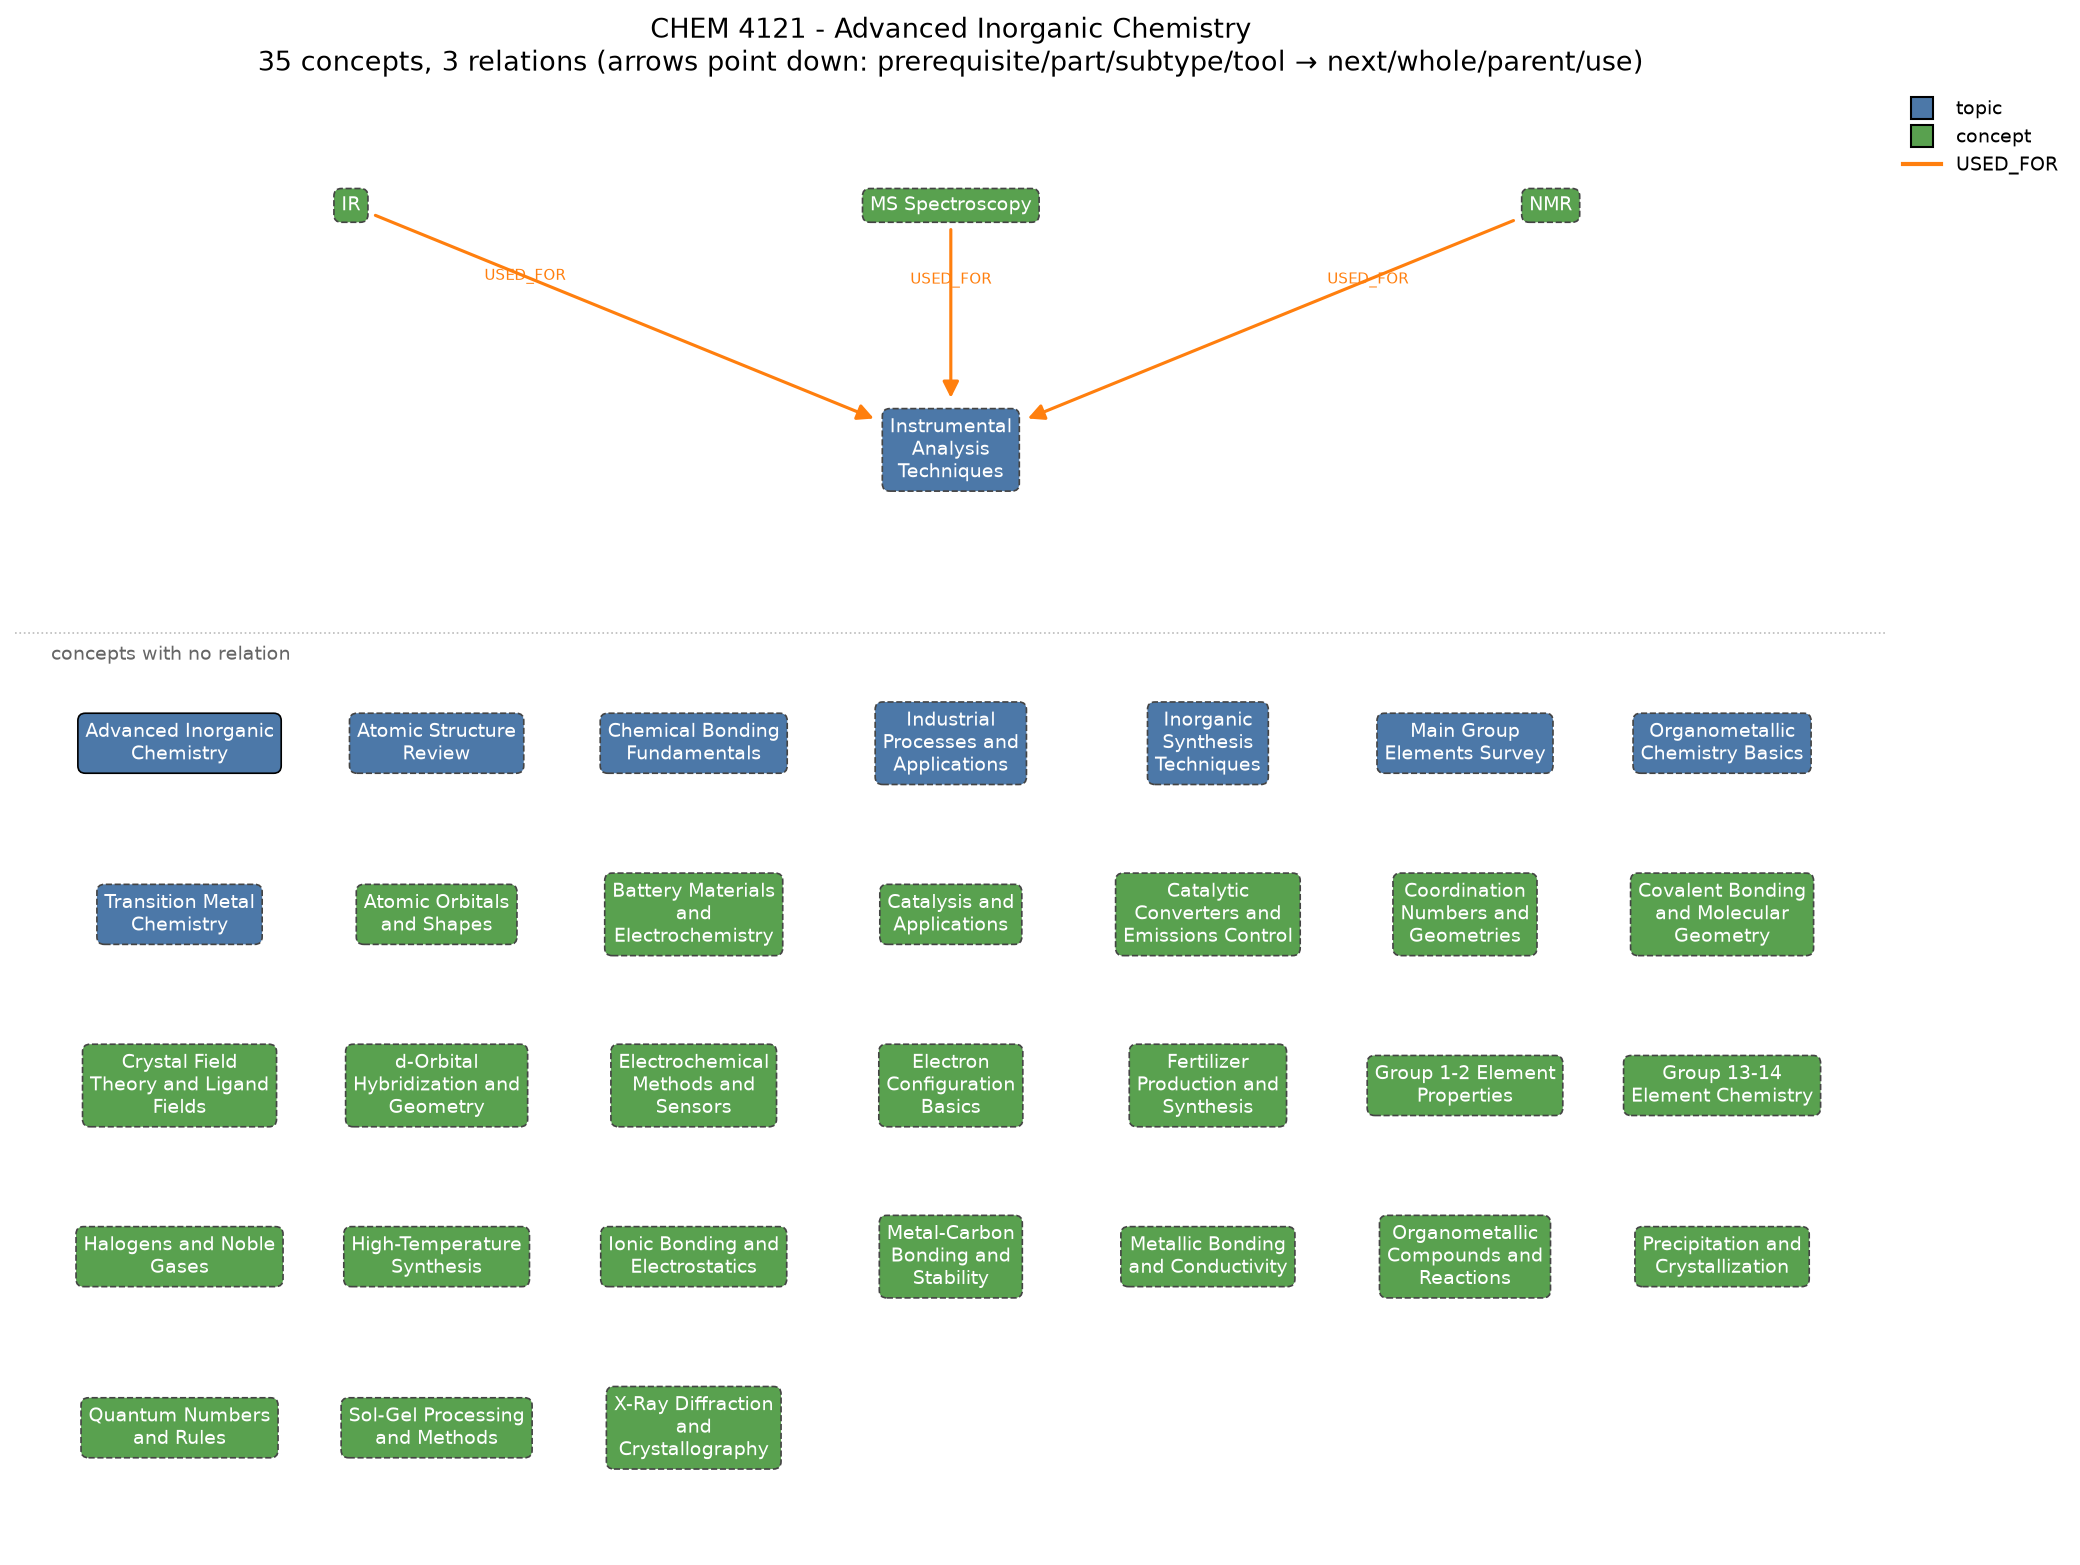 CHEM 4121 - Advanced Inorganic Chemistry
35 concepts, 3 relations (arrows point down: prerequisite/part/subtype/tool → next/whole/parent/use)
topic
concept
USED_FOR
IR
MS Spectroscopy
NMR
USED_FOR
USED_FOR
USED_FOR
Instrumental
Analysis
Techniques
concepts with no relation
Advanced Inorganic
Chemistry
Atomic Structure
Review
Chemical Bonding
Fundamentals
Industrial
Processes and
Applications
Inorganic
Synthesis
Techniques
Main Group
Elements Survey
Organometallic
Chemistry Basics
Transition Metal
Chemistry
Atomic Orbitals
and Shapes
Battery Materials
and
Electrochemistry
Catalysis and
Applications
Catalytic
Converters and
Emissions Control
Coordination
Numbers and
Geometries
Covalent Bonding
and Molecular
Geometry
Crystal Field
Theory and Ligand
Fields
d-Orbital
Hybridization and
Geometry
Electrochemical
Methods and
Sensors
Electron
Configuration
Basics
Fertilizer
Production and
Synthesis
Group 1-2 Element
Properties
Group 13-14
Element Chemistry
Halogens and Noble
Gases
High-Temperature
Synthesis
Ionic Bonding and
Electrostatics
Metal-Carbon
Bonding and
Stability
Metallic Bonding
and Conductivity
Organometallic
Compounds and
Reactions
Precipitation and
Crystallization
Quantum Numbers
and Rules
Sol-Gel Processing
and Methods
X-Ray Diffraction
and
Crystallography